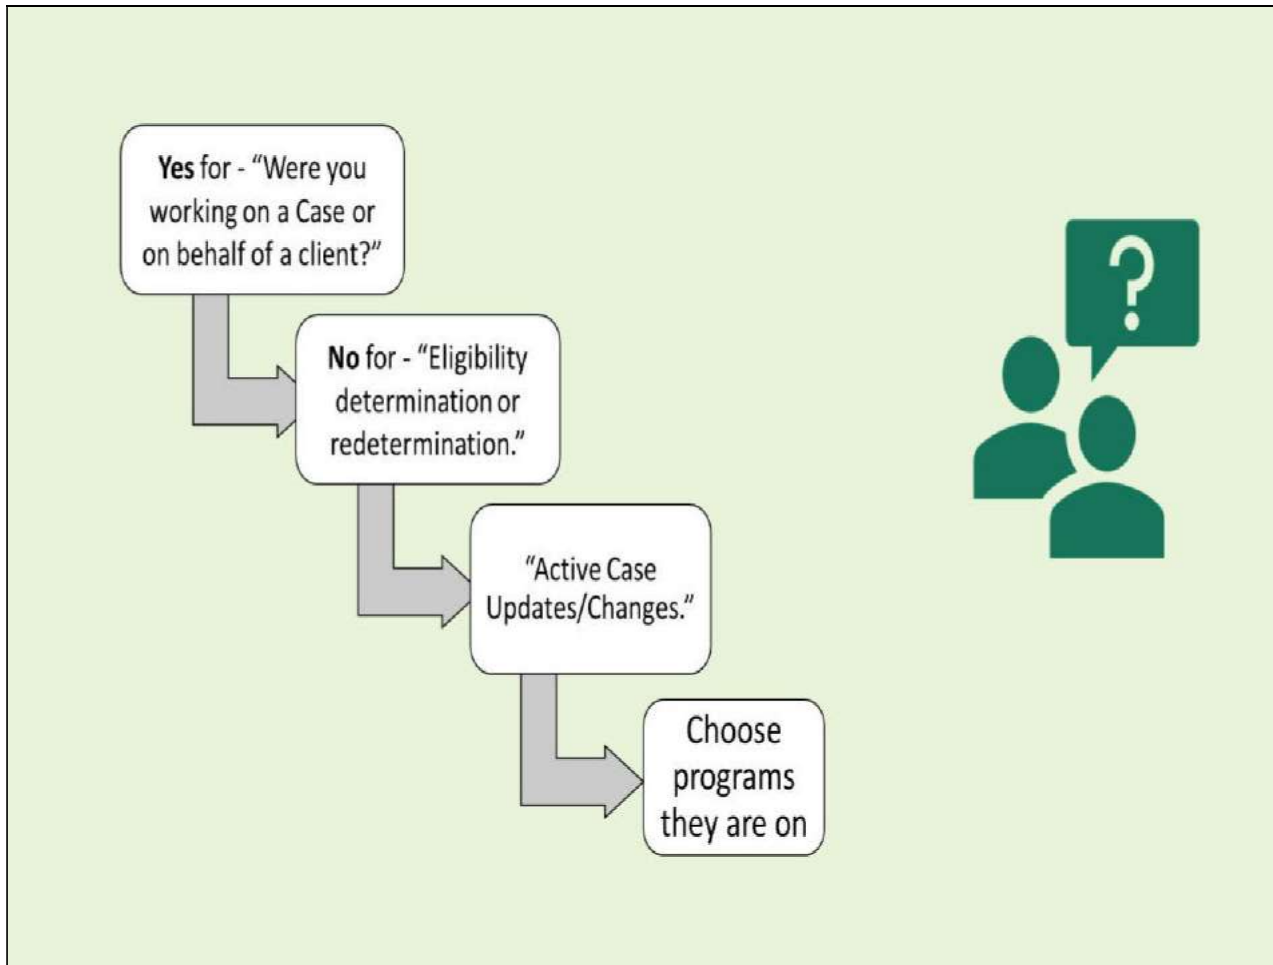 Yes for - “Were you
working on a Case or
on behalf of a client?”
No for - “Eligibility
determination or
redetermination.”
“Active Case
Updates/Changes.”
Choose
programs
they are on
?